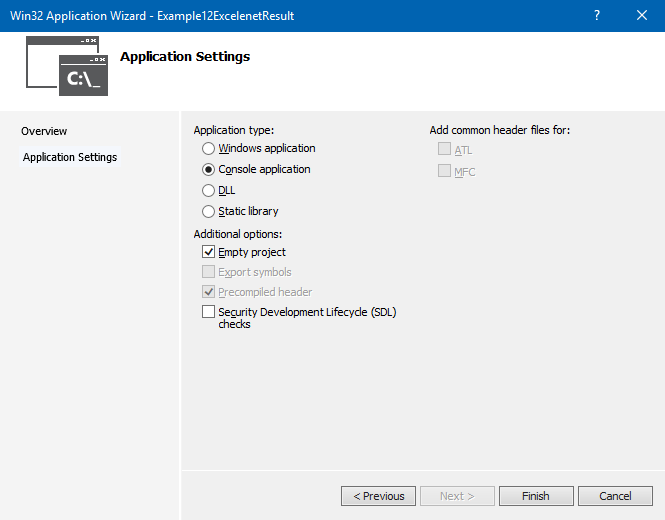 Win32 Application Wizard - Example12ExcelenetResult
?
C:\_
Application Settings
Overview
Application Settings
Application type:
Windows application
Console application
DLL
Static library
Additional options:
Empty project
Export symbols
Precompiled header
Security Development Lifecycle (SDL)
checks
Add common header files for:
ATL
MFC
< Previous
Next >
Finish
Cancel